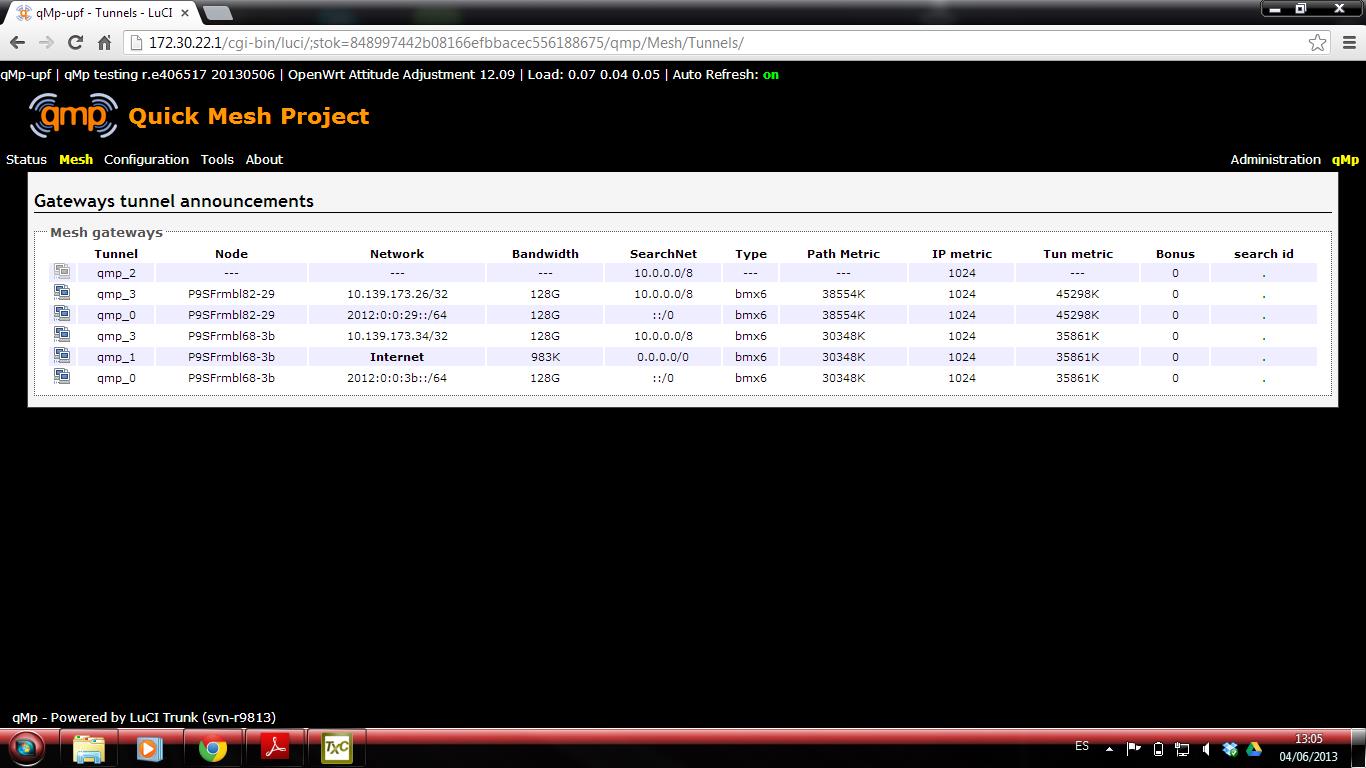 qMp-upf - Tunnels - LuCI
172.30.22.1/cgi-bin/luci/;stok=848997442b08166efbbacec556188675/qmp/Mesh/Tunnels/
qMp-upf | qMp testing r.e406517 20130506 | OpenWrt Attitude Adjustment 12.09 | Load: 0.07 0.04 0.05 | Auto Refresh: on
qmp Quick Mesh Project
Status Mesh Configuration Tools About Administration qMp
Gateways tunnel announcements
Mesh gateways
Tunnel Node Network Bandwidth SearchNet Type Path Metric IP metric Tun metric Bonus search id
qmp_2 --- --- --- 10.0.0.0/8 --- --- 1024 --- 0 .
qmp_3 P9SFrmbl82-29 10.139.173.26/32 128G 10.0.0.0/8 bmx6 38554K 1024 45298K 0 .
qmp_0 P9SFrmbl82-29 2012:0:0:29::/64 128G ::/0 bmx6 38554K 1024 45298K 0 .
qmp_3 P9SFrmbl68-3b 10.139.173.34/32 128G 10.0.0.0/8 bmx6 30348K 1024 35861K 0 .
qmp_1 P9SFrmbl68-3b Internet 983K 0.0.0.0/0 bmx6 30348K 1024 35861K 0 .
qmp_0 P9SFrmbl68-3b 2012:0:0:3b::/64 128G ::/0 bmx6 30348K 1024 35861K 0 .
qMp - Powered by LuCI Trunk (svn-r9813)
TXC
ES
13:05
04/06/2013